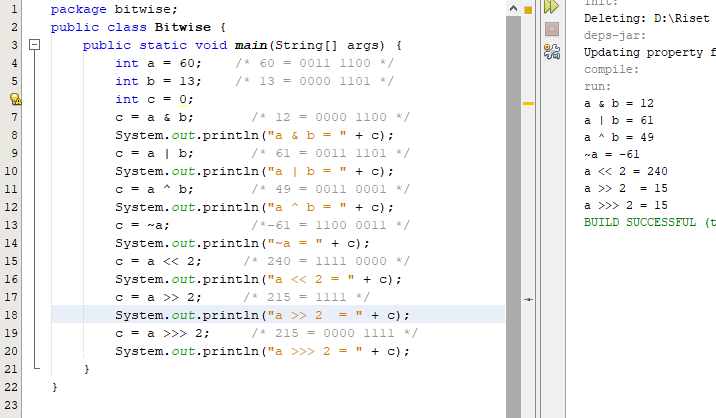 1 package bitwise;
2 public class Bitwise {
3 public static void main(String[] args) {
4 int a = 60; /* 60 = 0011 1100 */
5 int b = 13; /* 13 = 0000 1101 */
int c = 0;
7 c = a & b; /* 12 = 0000 1100 */
8 System.out.println("a & b = " + c);
9 c = a | b; /* 61 = 0011 1101 */
10 System.out.println("a | b = " + c);
11 c = a ^ b; /* 49 = 0011 0001 */
12 System.out.println("a ^ b = " + c);
13 c = ~a; /*-61 = 1100 0011 */
14 System.out.println("~a = " + c);
15 c = a << 2; /* 240 = 1111 0000 */
16 System.out.println("a << 2 = " + c);
17 c = a >> 2; /* 215 = 1111 */
18 System.out.println("a >> 2  = " + c);
19 c = a >>> 2; /* 215 = 0000 1111 */
20 System.out.println("a >>> 2 = " + c);
21 }
22 }
23
init:
Deleting: D:\Riset
deps-jar:
Updating property f
compile:
run:
a & b = 12
a | b = 61
a ^ b = 49
~a = -61
a << 2 = 240
a >> 2  = 15
a >>> 2 = 15
BUILD SUCCESSFUL (t